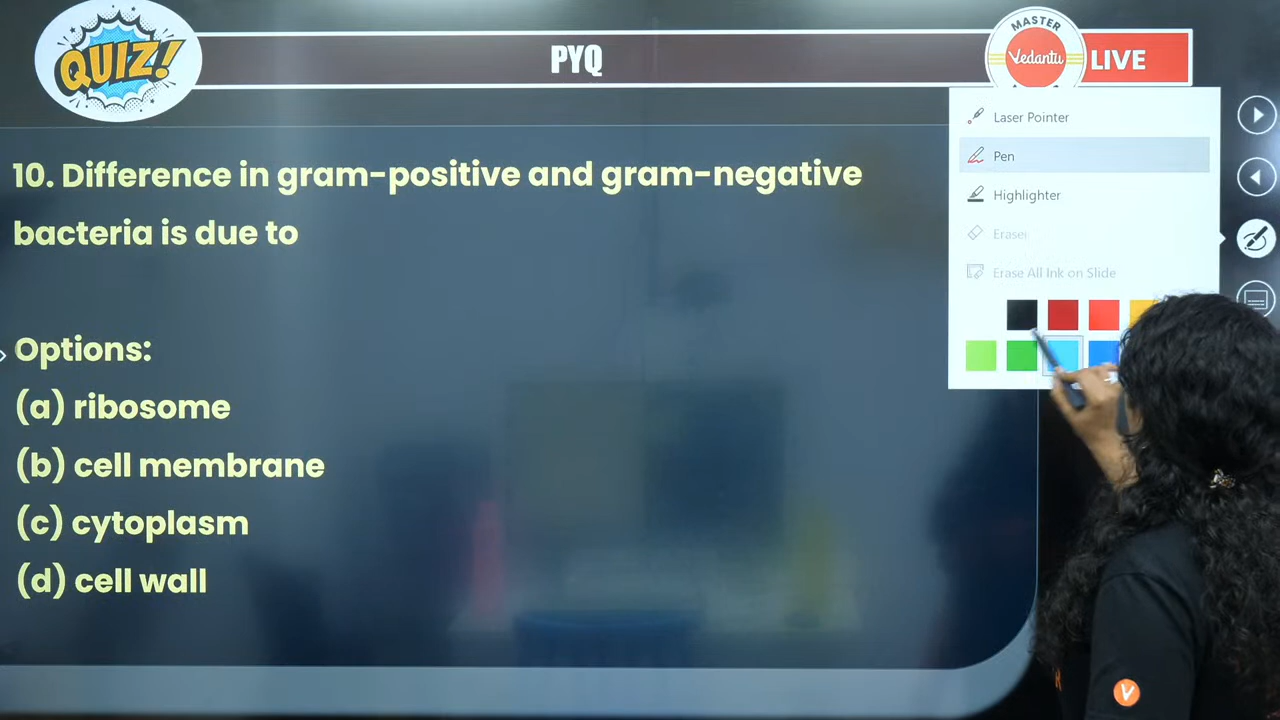 QUIZ!
PYQ
MASTER
Vedantu
LIVE
10. Difference in gram-positive and gram-negative
bacteria is due to
Options:
(a) ribosome
(b) cell membrane
(c) cytoplasm
(d) cell wall
Laser Pointer
Pen
Highlighter
Eraser
Erase All Ink on Slide
V